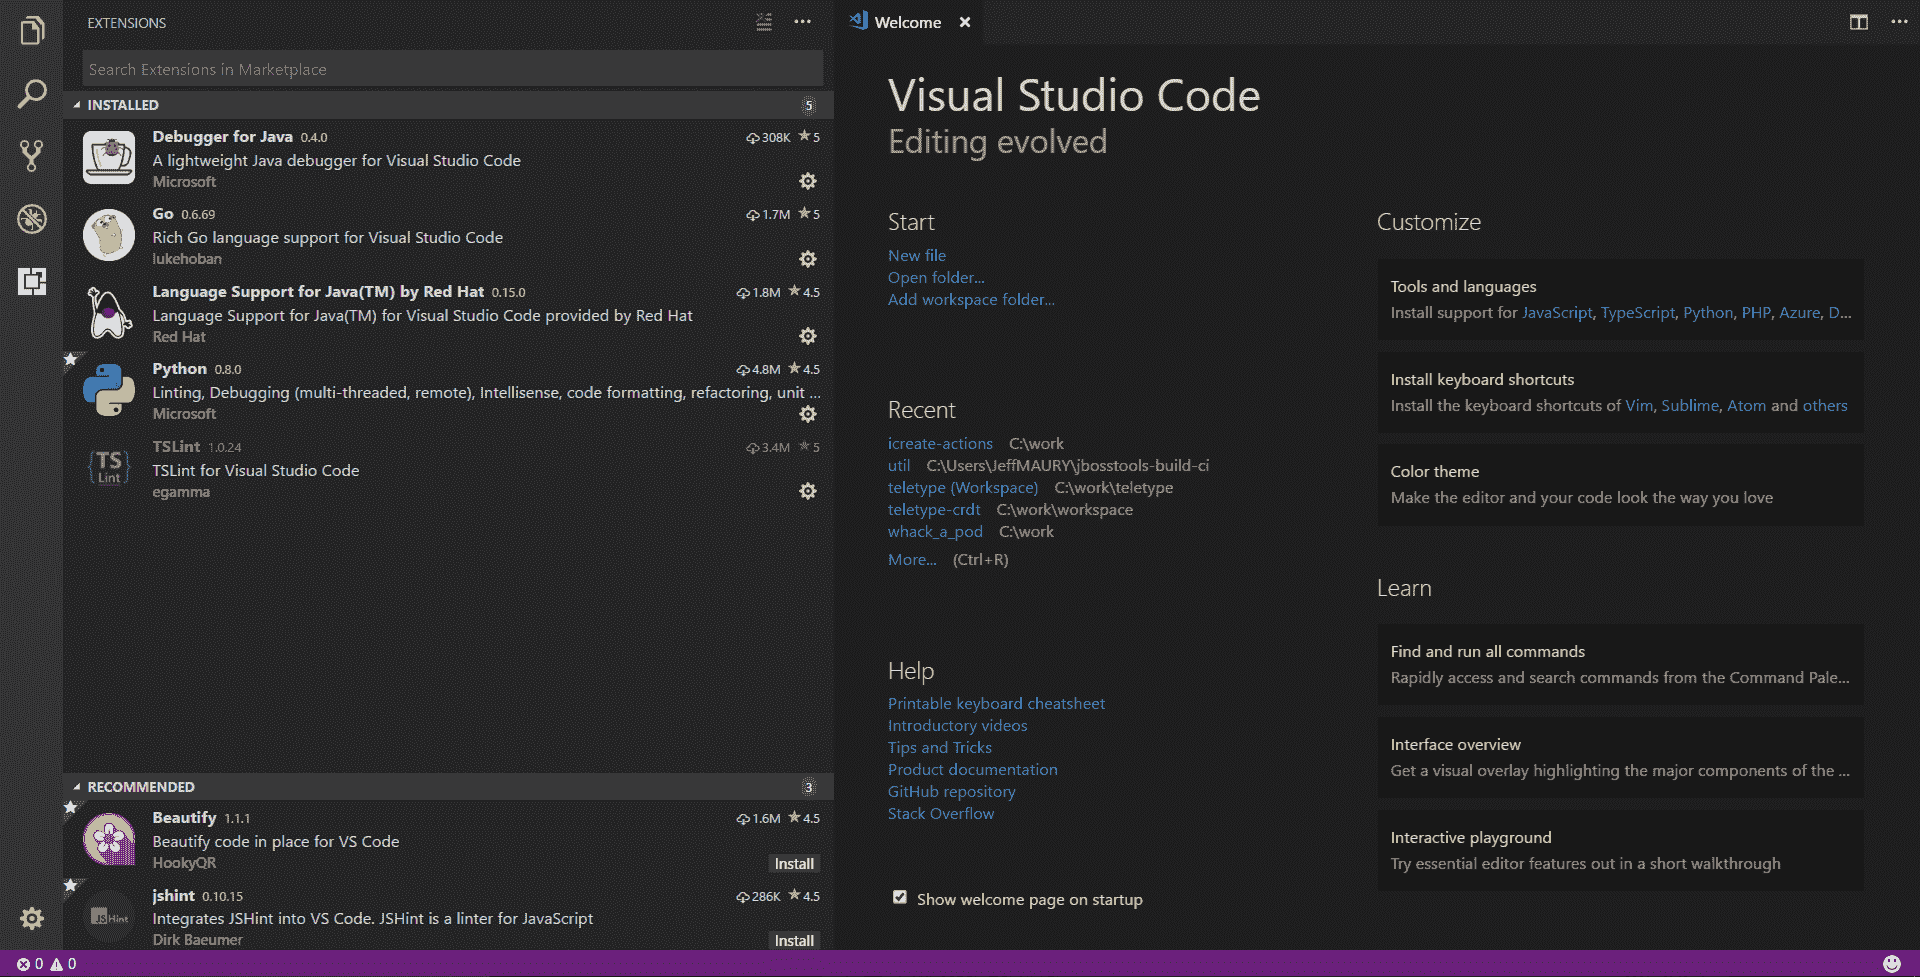 EXTENSIONS
Search Extensions in Marketplace
INSTALLED 5
Debugger for Java 0.4.0 308K 5
A lightweight Java debugger for Visual Studio Code
Microsoft
Go 0.6.69 1.7M 5
Rich Go language support for Visual Studio Code
lukehoban
Language Support for Java(TM) by Red Hat 0.15.0 1.8M 4.5
Language Support for Java(TM) for Visual Studio Code provided by Red Hat
Red Hat
Python 0.8.0 4.8M 4.5
Linting, Debugging (multi-threaded, remote), Intellisense, code formatting, refactoring, unit ...
Microsoft
TS
Lint
TSLint 1.0.24 3.4M 5
TSLint for Visual Studio Code
egamma
RECOMMENDED 3
Beautify 1.1.1 1.6M 4.5
Beautify code in place for VS Code
HookyQR Install
JSHint
jshint 0.10.15 286K 4.5
Integrates JSHint into VS Code. JSHint is a linter for JavaScript
Dirk Baeumer Install
Welcome
Visual Studio Code
Editing evolved
Start
New file
Open folder...
Add workspace folder...
Recent
icreate-actions C:\work
util C:\Users\JeffMAURY\jbosstools-build-ci
teletype (Workspace) C:\work\teletype
teletype-crdt C:\work\workspace
whack_a_pod C:\work
More... (Ctrl+R)
Help
Printable keyboard cheatsheet
Introductory videos
Tips and Tricks
Product documentation
GitHub repository
Stack Overflow
Show welcome page on startup
Customize
Tools and languages
Install support for JavaScript, TypeScript, Python, PHP, Azure, D...
Install keyboard shortcuts
Install the keyboard shortcuts of Vim, Sublime, Atom and others
Color theme
Make the editor and your code look the way you love
Learn
Find and run all commands
Rapidly access and search commands from the Command Pale...
Interface overview
Get a visual overlay highlighting the major components of the ...
Interactive playground
Try essential editor features out in a short walkthrough
0 0